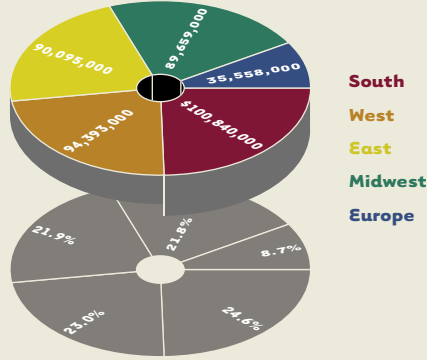 90,095,000
89,659,000
35,558,000
94,393,000
$100,840,000
South
West
East
Midwest
Europe
21.9%
21.8%
8.7%
23.0%
24.6%